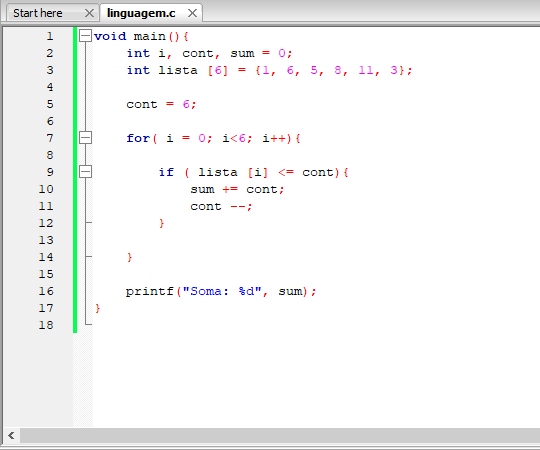 Start here × linguagem.c ×
1 void main(){
2 int i, cont, sum = 0;
3 int lista [6] = {1, 6, 5, 8, 11, 3};
4
5 cont = 6;
6
7 for( i = 0; i<6; i++){
8
9 if ( lista [i] <= cont){
10 sum += cont;
11 cont --;
12 }
13
14 }
15
16 printf("Soma: %d", sum);
17 }
18